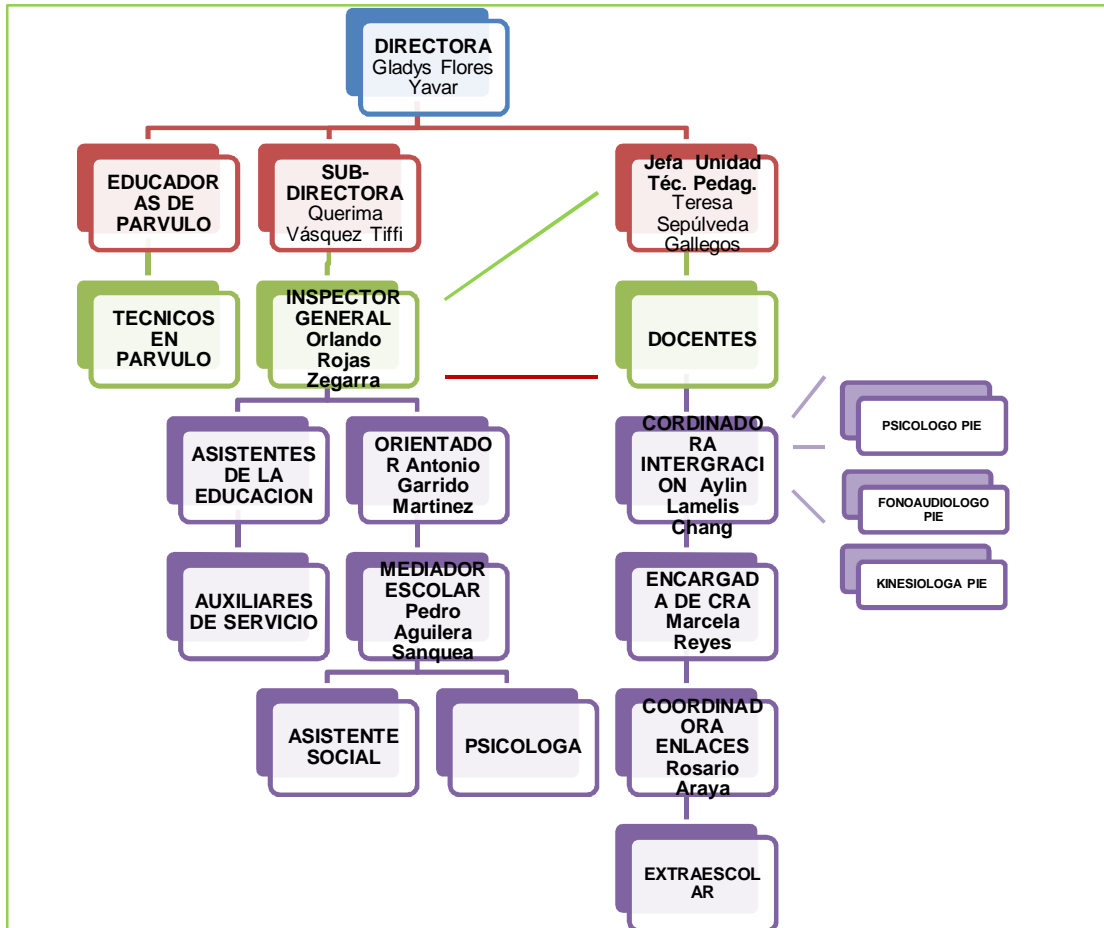 DIRECTORA
Gladys Flores
Yavar
EDUCADOR
AS DE
PARVULO
SUB-
DIRECTORA
Querima
Vásquez Tiffi
Jefa Unidad
Téc. Pedag.
Teresa
Sepúlveda
Gallegos
TECNICOS
EN
PARVULO
INSPECTOR
GENERAL
Orlando
Rojas
Zegarra
DOCENTES
ASISTENTES
DE LA
EDUCACION
ORIENTADO
R Antonio
Garrido
Martinez
CORDINADO
RA
INTERGRACI
ON Aylin
Lamelis
Chang
PSICOLOGO PIE
FONOAUDIOLOGO
PIE
KINESIOLOGA PIE
AUXILIARES
DE SERVICIO
MEDIADOR
ESCOLAR
Pedro
Aguilera
Sanquea
ENCARGAD
A DE CRA
Marcela
Reyes
ASISTENTE
SOCIAL
PSICOLOGA
COORDINAD
ORA
ENLACES
Rosario
Araya
EXTRAESCOL
AR